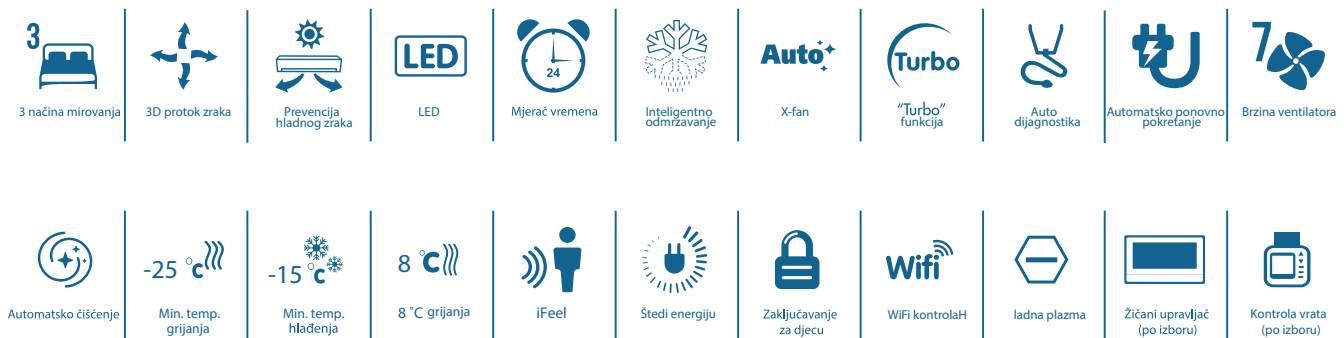 3
LED
24
Auto
Turbo
7
3 načina mirovanja
3D protok zraka
Prevencija
hladnog zraka
LED
Mjerač vremena
Inteligentno
odmržavanje
X-fan
"Turbo"
funkcija
Auto
dijagnostika
Automatsko ponovno
pokretanje
Brzina ventilatora
-25 °C
-15 °C
8 °C
Wifi
Automatsko čišćenje
Min. temp.
grijanja
Min. temp.
hlađenja
8 ˚C grijanja
iFeel
Štedi energiju
Zaključavanje
za djecu
WiFi kontrolaH
ladna plazma
Žičani upravljač
(po izboru)
Kontrola vrata
(po izboru)